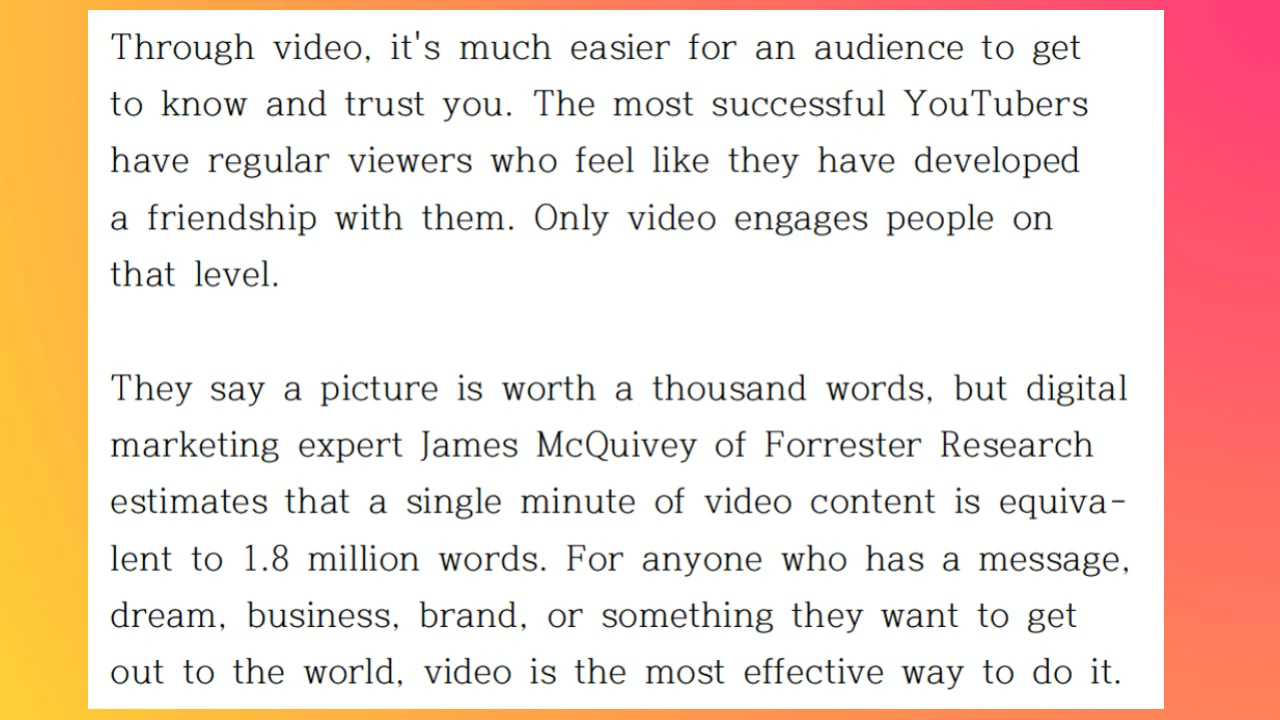 Through video, it's much easier for an audience to get
to know and trust you. The most successful YouTubers
have regular viewers who feel like they have developed
a friendship with them. Only video engages people on
that level.
They say a picture is worth a thousand words, but digital
marketing expert James McQuivey of Forrester Research
estimates that a single minute of video content is equiva-
lent to 1.8 million words. For anyone who has a message,
dream, business, brand, or something they want to get
out to the world, video is the most effective way to do it.